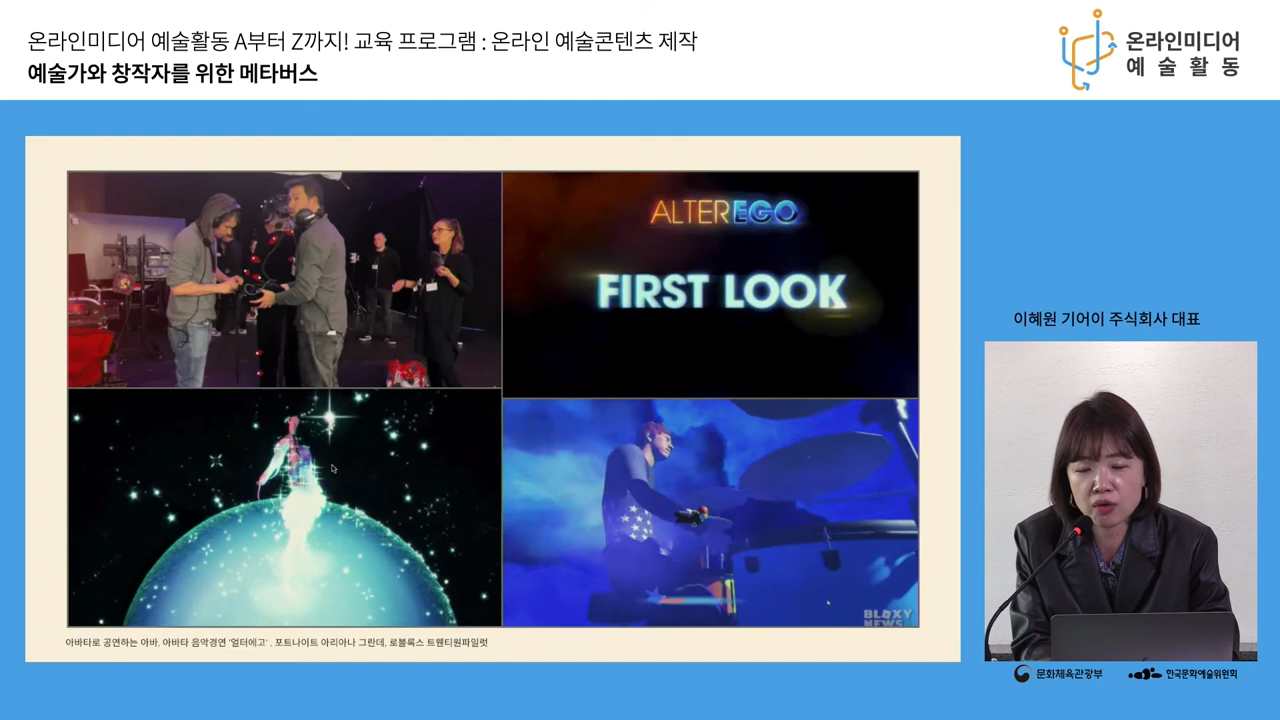 온라인미디어 예술활동 A부터 Z까지! 교육 프로그램 : 온라인 예술콘텐츠 제작
예술가와 창작자를 위한 메타버스
온라인미디어
예 술 활 동
ALTEREGO
FIRST LOOK
BLOXY
NEWS
아바타로 공연하는 아바, 아바타 음악경연 '얼터에고' , 포트나이트 아리아나 그란데, 로블록스 트웬티원파일럿
이혜원 기어이 주식회사 대표
문화체육관광부
한국문화예술위원회